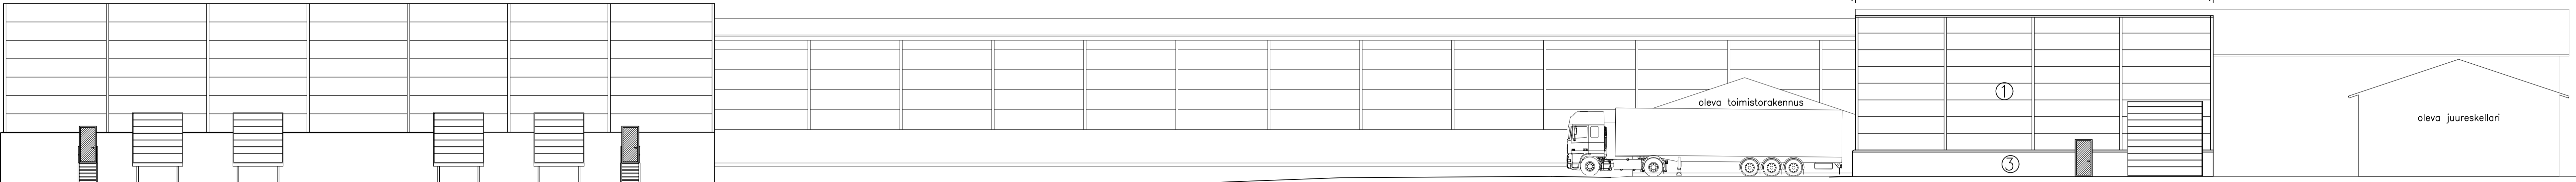 oleva toimistorakennus
1
oleva juureskellari
3